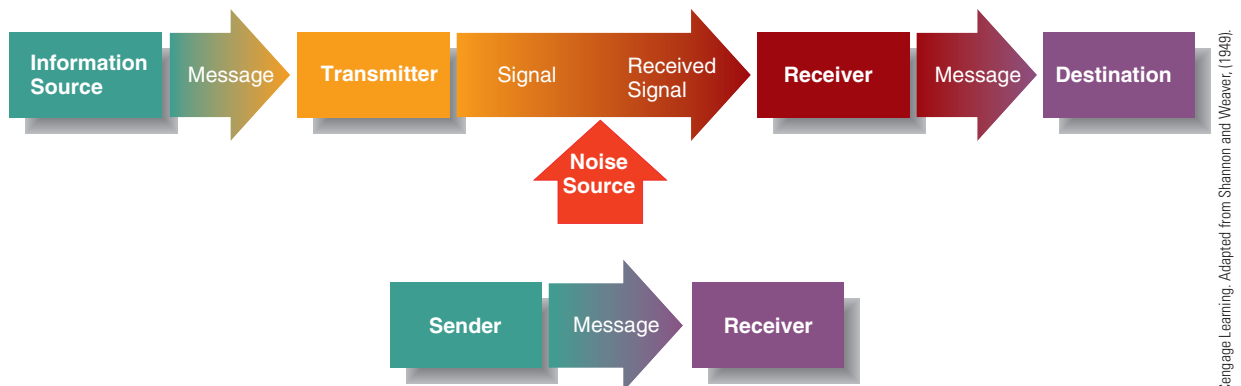 Information
Source
Message
Transmitter
Signal
Received
Signal
Receiver
Message
Destination
Noise
Source
Sender
Message
Receiver
Cengage Learning. Adapted from Shannon and Weaver, (1949).